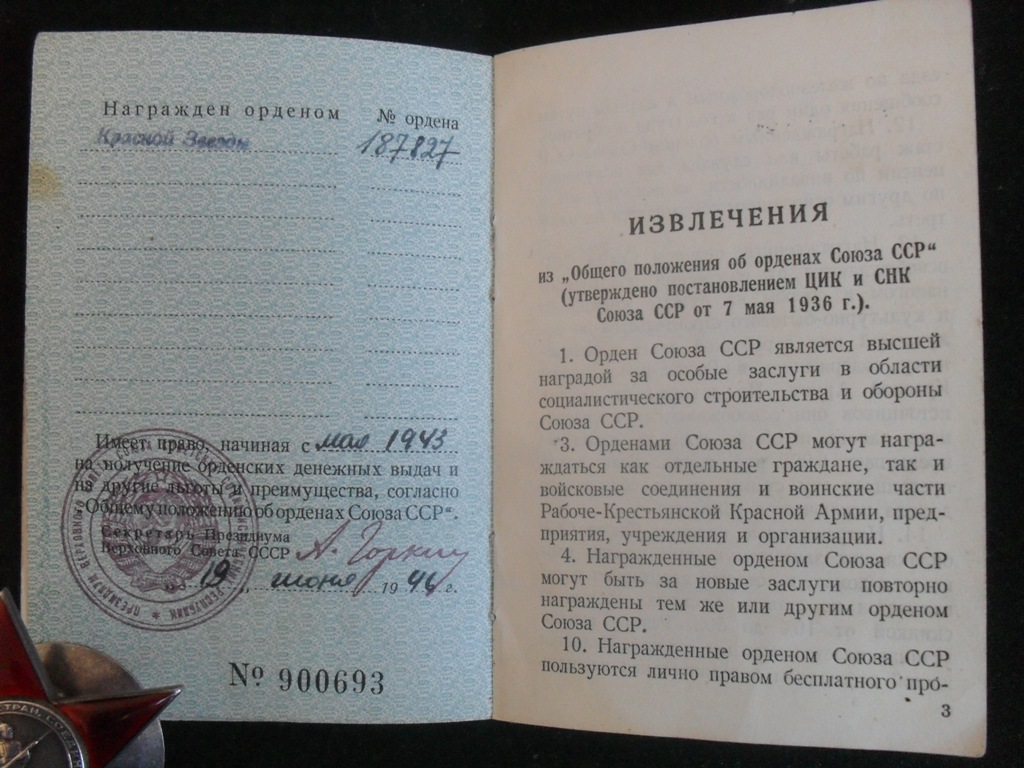 Награжден орденом № ордена
Красной Звезды 187827
Имеет право, начиная с мая 1943
на получение орденских денежных выдач и
на другие льготы и преимущества, согласно
„Общему положению об орденах Союза ССР“.
Секретарь Президиума
Верховного Совета СССР А. Горкин
„19„ июня 1946 г.
№ 900693
ИЗВЛЕЧЕНИЯ
из „Общего положения об орденах Союза ССР“
(утверждено постановлением ЦИК и СНК
Союза ССР от 7 мая 1936 г.).
1. Орден Союза ССР является высшей
наградой за особые заслуги в области
социалистического строительства и обороны
Союза ССР.
3. Орденами Союза ССР могут награ-
ждаться как отдельные граждане, так и
войсковые соединения и воинские части
Рабоче-Крестьянской Красной Армии, пред-
приятия, учреждения и организации.
4. Награжденные орденом Союза ССР
могут быть за новые заслуги повторно
награждены тем же или другим орденом
Союза ССР.
10. Награжденные орденом Союза ССР
пользуются лично правом бесплатного про-
3